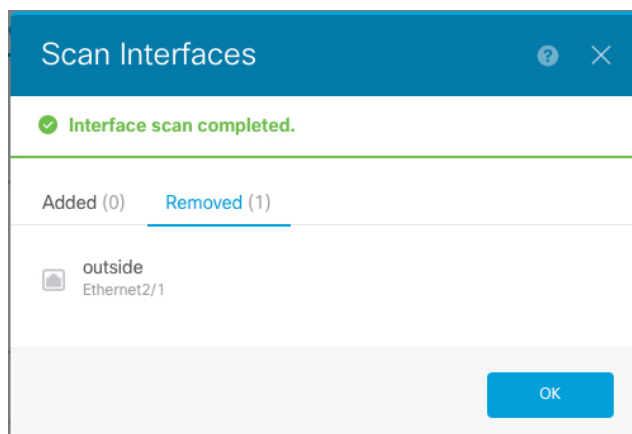 Scan Interfaces
?
Interface scan completed.
Added (0) Removed (1)
outside
Ethernet2/1
OK